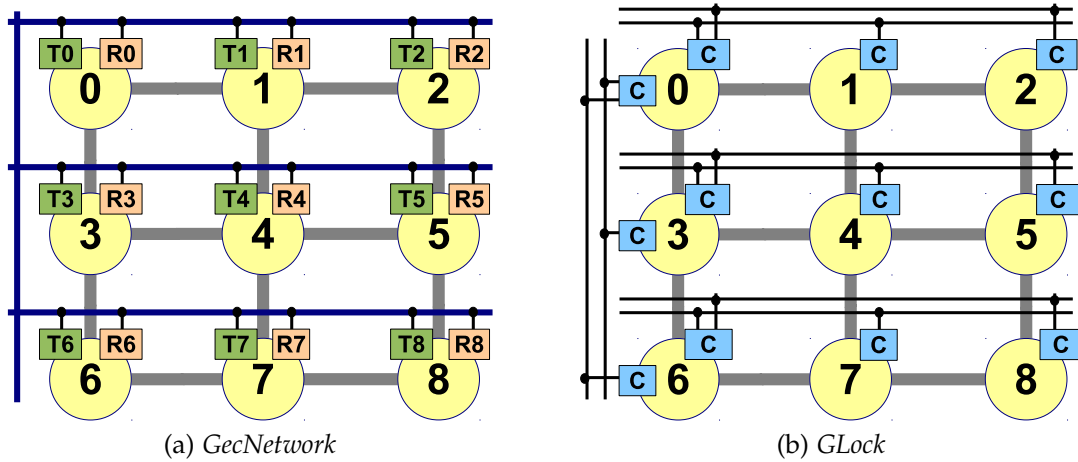 T0 R0 T1 R1 T2 R2
0 1 2
T3 R3 T4 R4 T5 R5
3 4 5
T6 R6 T7 R7 T8 R8
6 7 8
(a) GecNetwork
C C C
C 0 1 2
C C C
C 3 4 5
C C C
C 6 7 8
(b) GLock